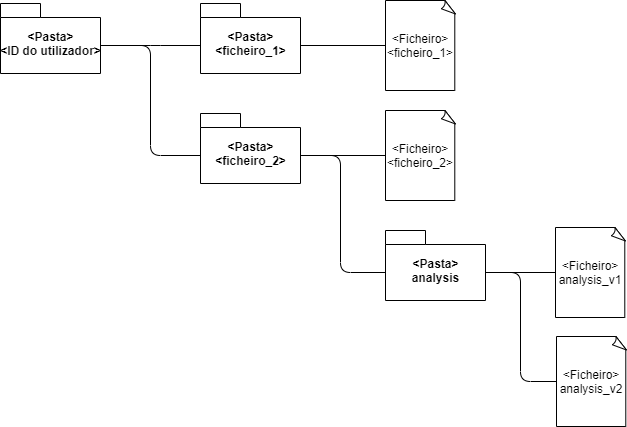 <Pasta>
<ID do utilizador>
<Pasta>
<ficheiro_1>
<Ficheiro>
<ficheiro_1>
<Pasta>
<ficheiro_2>
<Ficheiro>
<ficheiro_2>
<Pasta>
analysis
<Ficheiro>
analysis_v1
<Ficheiro>
analysis_v2